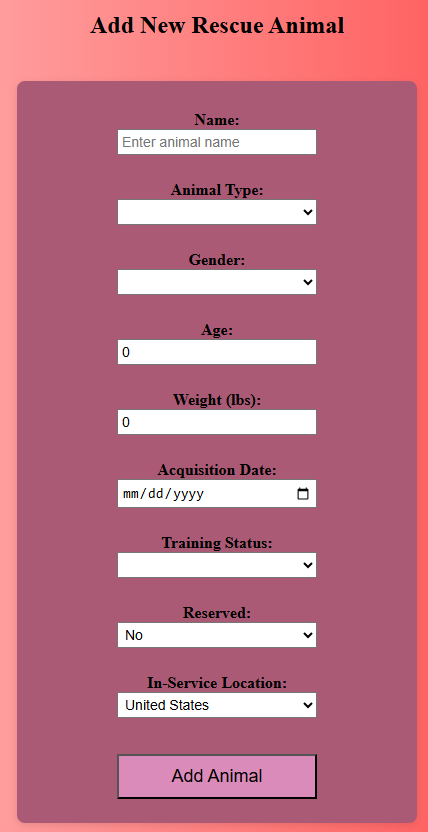 Add New Rescue Animal
Name:
Enter animal name
Animal Type:
Gender:
Age:
0
Weight (lbs):
0
Acquisition Date:
mm/dd/yyyy
Training Status:
Reserved:
No
In-Service Location:
United States
Add Animal